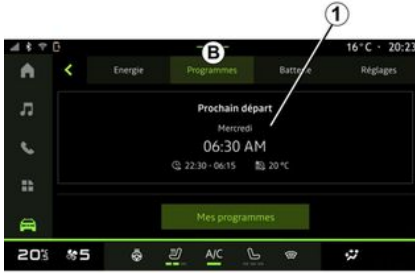 1
16°C · 20:23
B
Energie Programmes Batterie Réglages
Prochain départ
Mercredi
06:30 AM
22:30 - 06:15 20 °C
Mes programmes
20 5 A/C